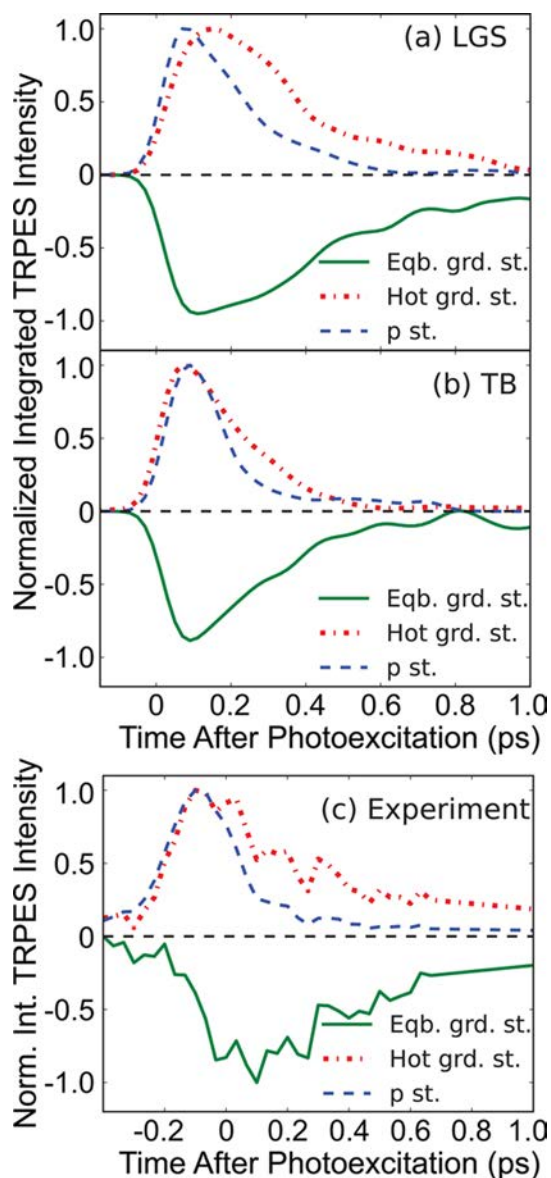 (a) LGS
1.0
0.5
0
-0.5
-1.0
Eqb. grd. st.
Hot grd. st.
p st.
Normalized Integrated TRPES Intensity
(b) TB
1.0
0.5
0
-0.5
-1.0
Eqb. grd. st.
Hot grd. st.
p st.
0 0.2 0.4 0.6 0.8 1.0
Time After Photoexcitation (ps)
(c) Experiment
1.0
0.5
0
-0.5
-1.0
Norm. Int. TRPES Intensity
Eqb. grd. st.
Hot grd. st.
p st.
-0.2 0 0.2 0.4 0.6 0.8 1.0
Time After Photoexcitation (ps)